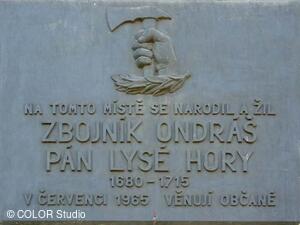 NA TOMTO MÍSTĚ SE NARODIL A ŽIL
ZBOJNÍK ONDRÁŠ
PÁN LYSÉ HORY
1680-1715
V ČERVENCI 1965 VĚNUJÍ OBČANÉ
© COLOR Studio